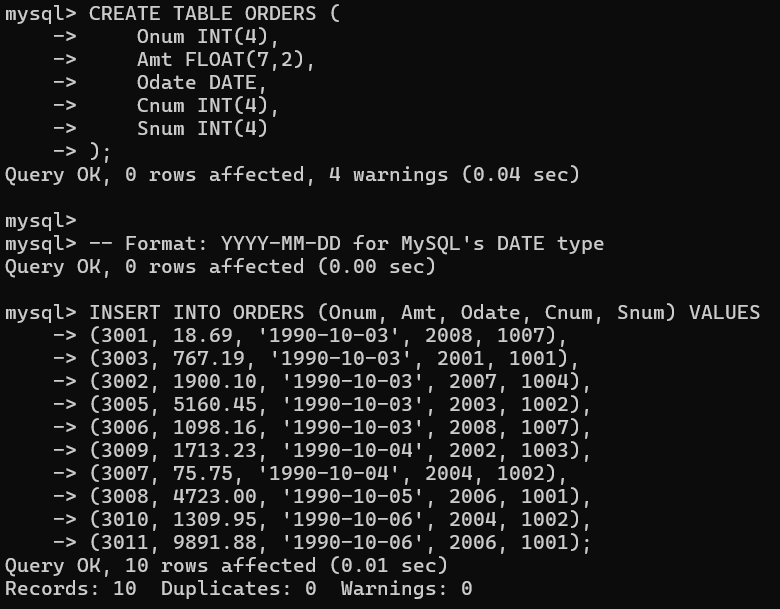 mysql> CREATE TABLE ORDERS (
    ->     Onum INT(4),
    ->     Amt FLOAT(7,2),
    ->     Odate DATE,
    ->     Cnum INT(4),
    ->     Snum INT(4)
    -> );
Query OK, 0 rows affected, 4 warnings (0.04 sec)

mysql>
mysql> -- Format: YYYY-MM-DD for MySQL's DATE type
Query OK, 0 rows affected (0.00 sec)

mysql> INSERT INTO ORDERS (Onum, Amt, Odate, Cnum, Snum) VALUES
    -> (3001, 18.69, '1990-10-03', 2008, 1007),
    -> (3003, 767.19, '1990-10-03', 2001, 1001),
    -> (3002, 1900.10, '1990-10-03', 2007, 1004),
    -> (3005, 5160.45, '1990-10-03', 2003, 1002),
    -> (3006, 1098.16, '1990-10-03', 2008, 1007),
    -> (3009, 1713.23, '1990-10-04', 2002, 1003),
    -> (3007, 75.75, '1990-10-04', 2004, 1002),
    -> (3008, 4723.00, '1990-10-05', 2006, 1001),
    -> (3010, 1309.95, '1990-10-06', 2004, 1002),
    -> (3011, 9891.88, '1990-10-06', 2006, 1001);
Query OK, 10 rows affected (0.01 sec)
Records: 10  Duplicates: 0  Warnings: 0